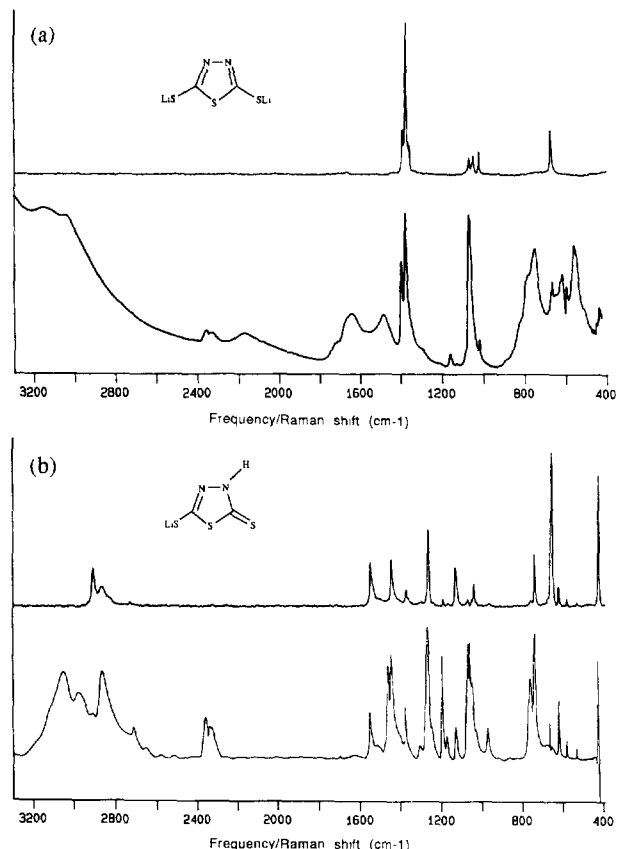 (a)
N N
LiS S SLi
3200 2800 2400 2000 1600 1200 800 400
Frequency/Raman shift (cm-1)
(b)
H
N N
LiS S S
3200 2800 2400 2000 1600 1200 800 400
Frequency/Raman shift (cm-1)